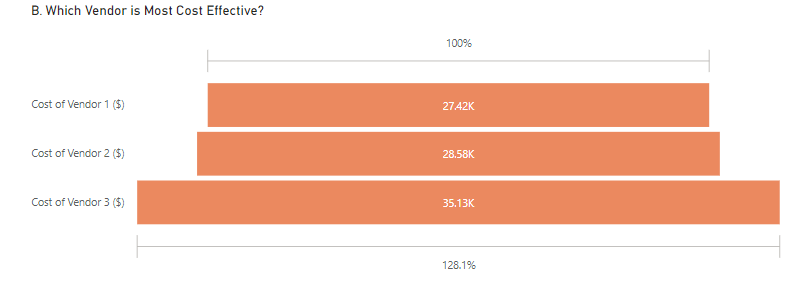 B. Which Vendor is Most Cost Effective?
100%
Cost of Vendor 1 ($) 27.42K
Cost of Vendor 2 ($) 28.58K
Cost of Vendor 3 ($) 35.13K
128.1%